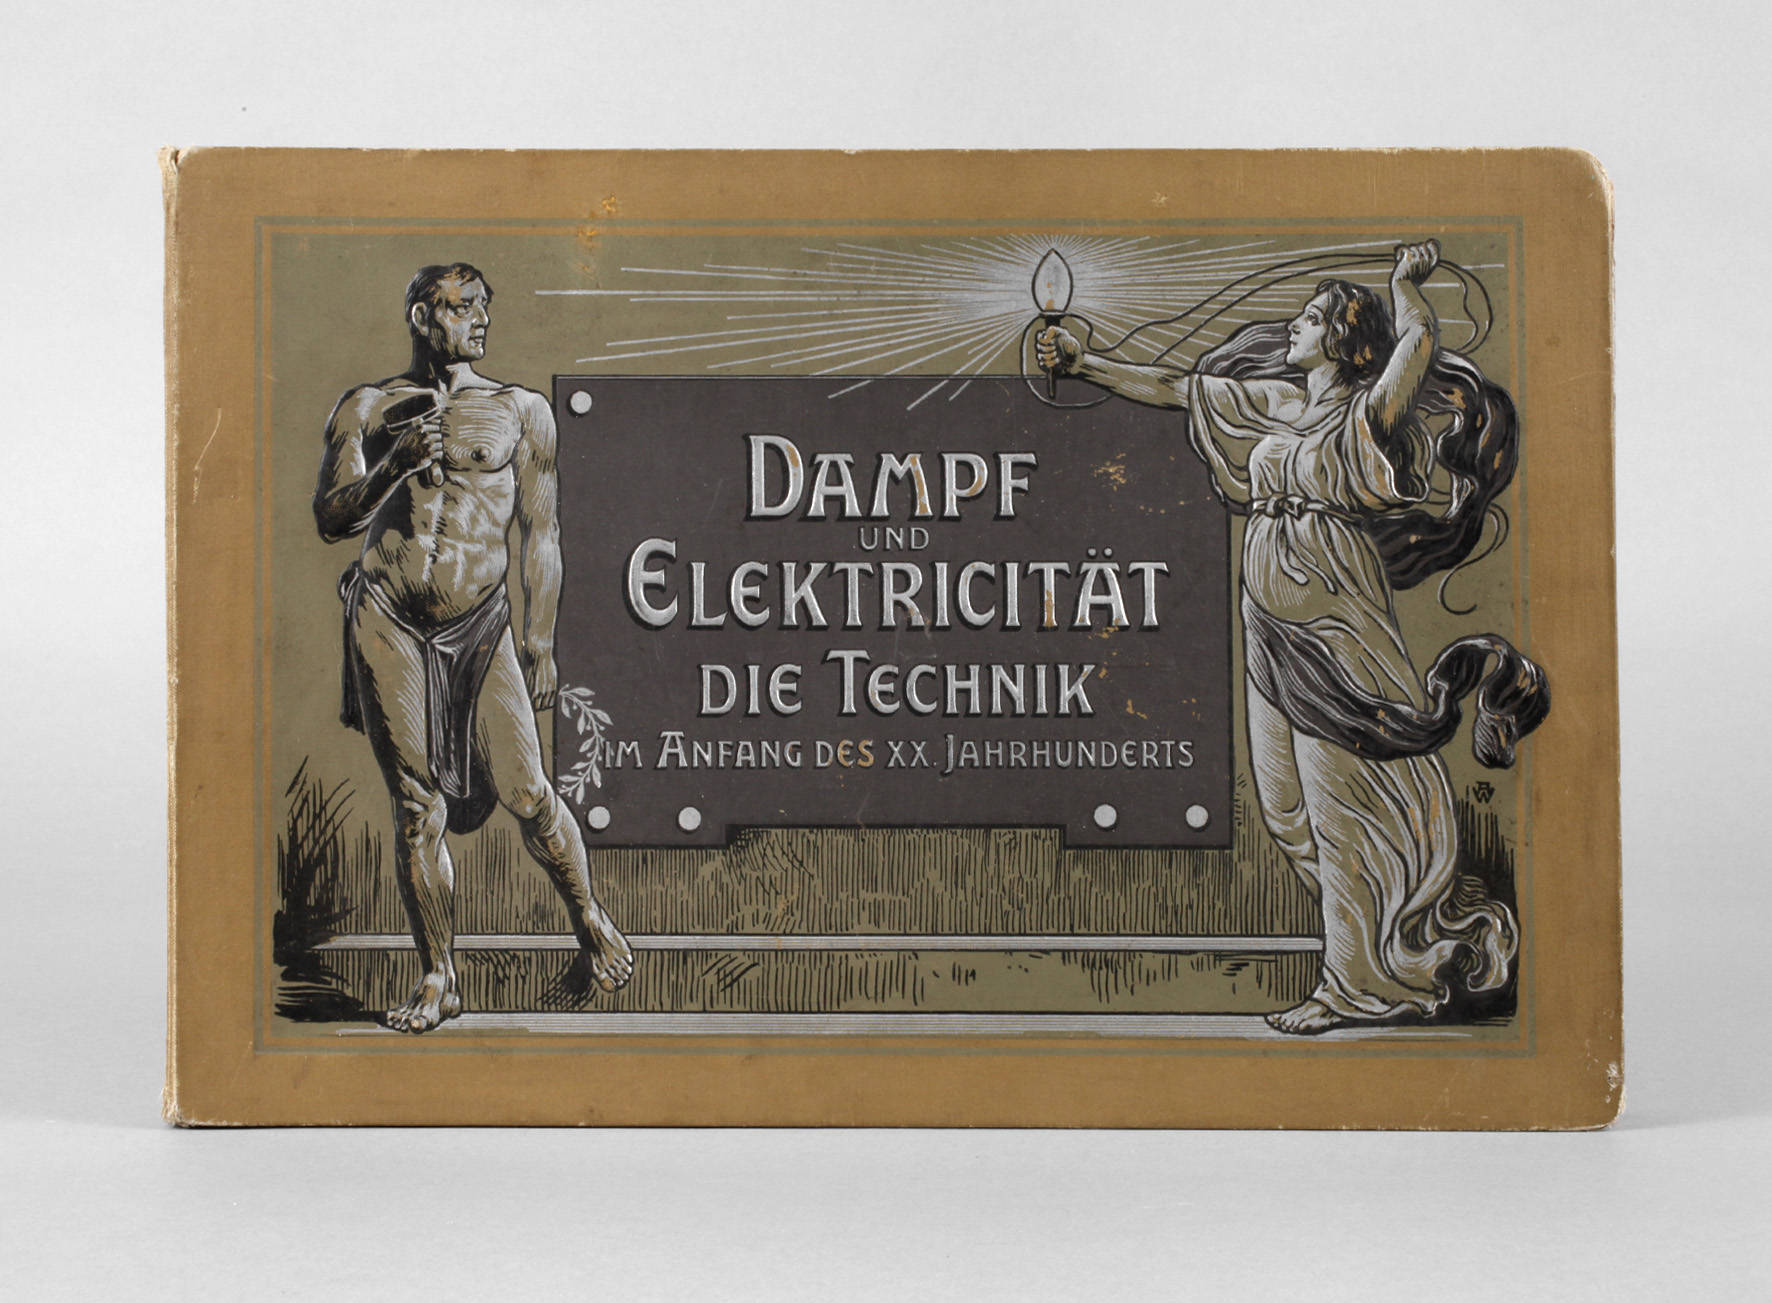 DAMPF
UND
ELEKTRICITÄT
DIE TECHNIK
IM ANFANG DES XX. JAHRHUNDERTS